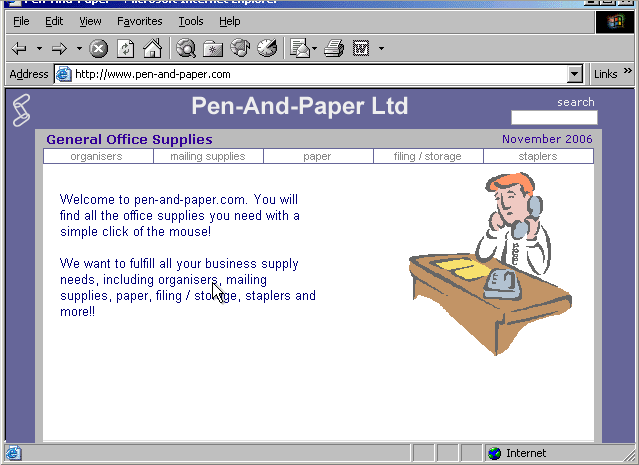 Pen-And-Paper - Microsoft Internet Explorer
File Edit View Favorites Tools Help
Address http://www.pen-and-paper.com Links »
Pen-And-Paper Ltd
search
General Office Supplies
November 2006
organisers mailing supplies paper filing / storage staplers
Welcome to pen-and-paper.com. You will
find all the office supplies you need with a
simple click of the mouse!
We want to fulfill all your business supply
needs, including organisers, mailing
supplies, paper, filing / storage, staplers and
more!!
Internet